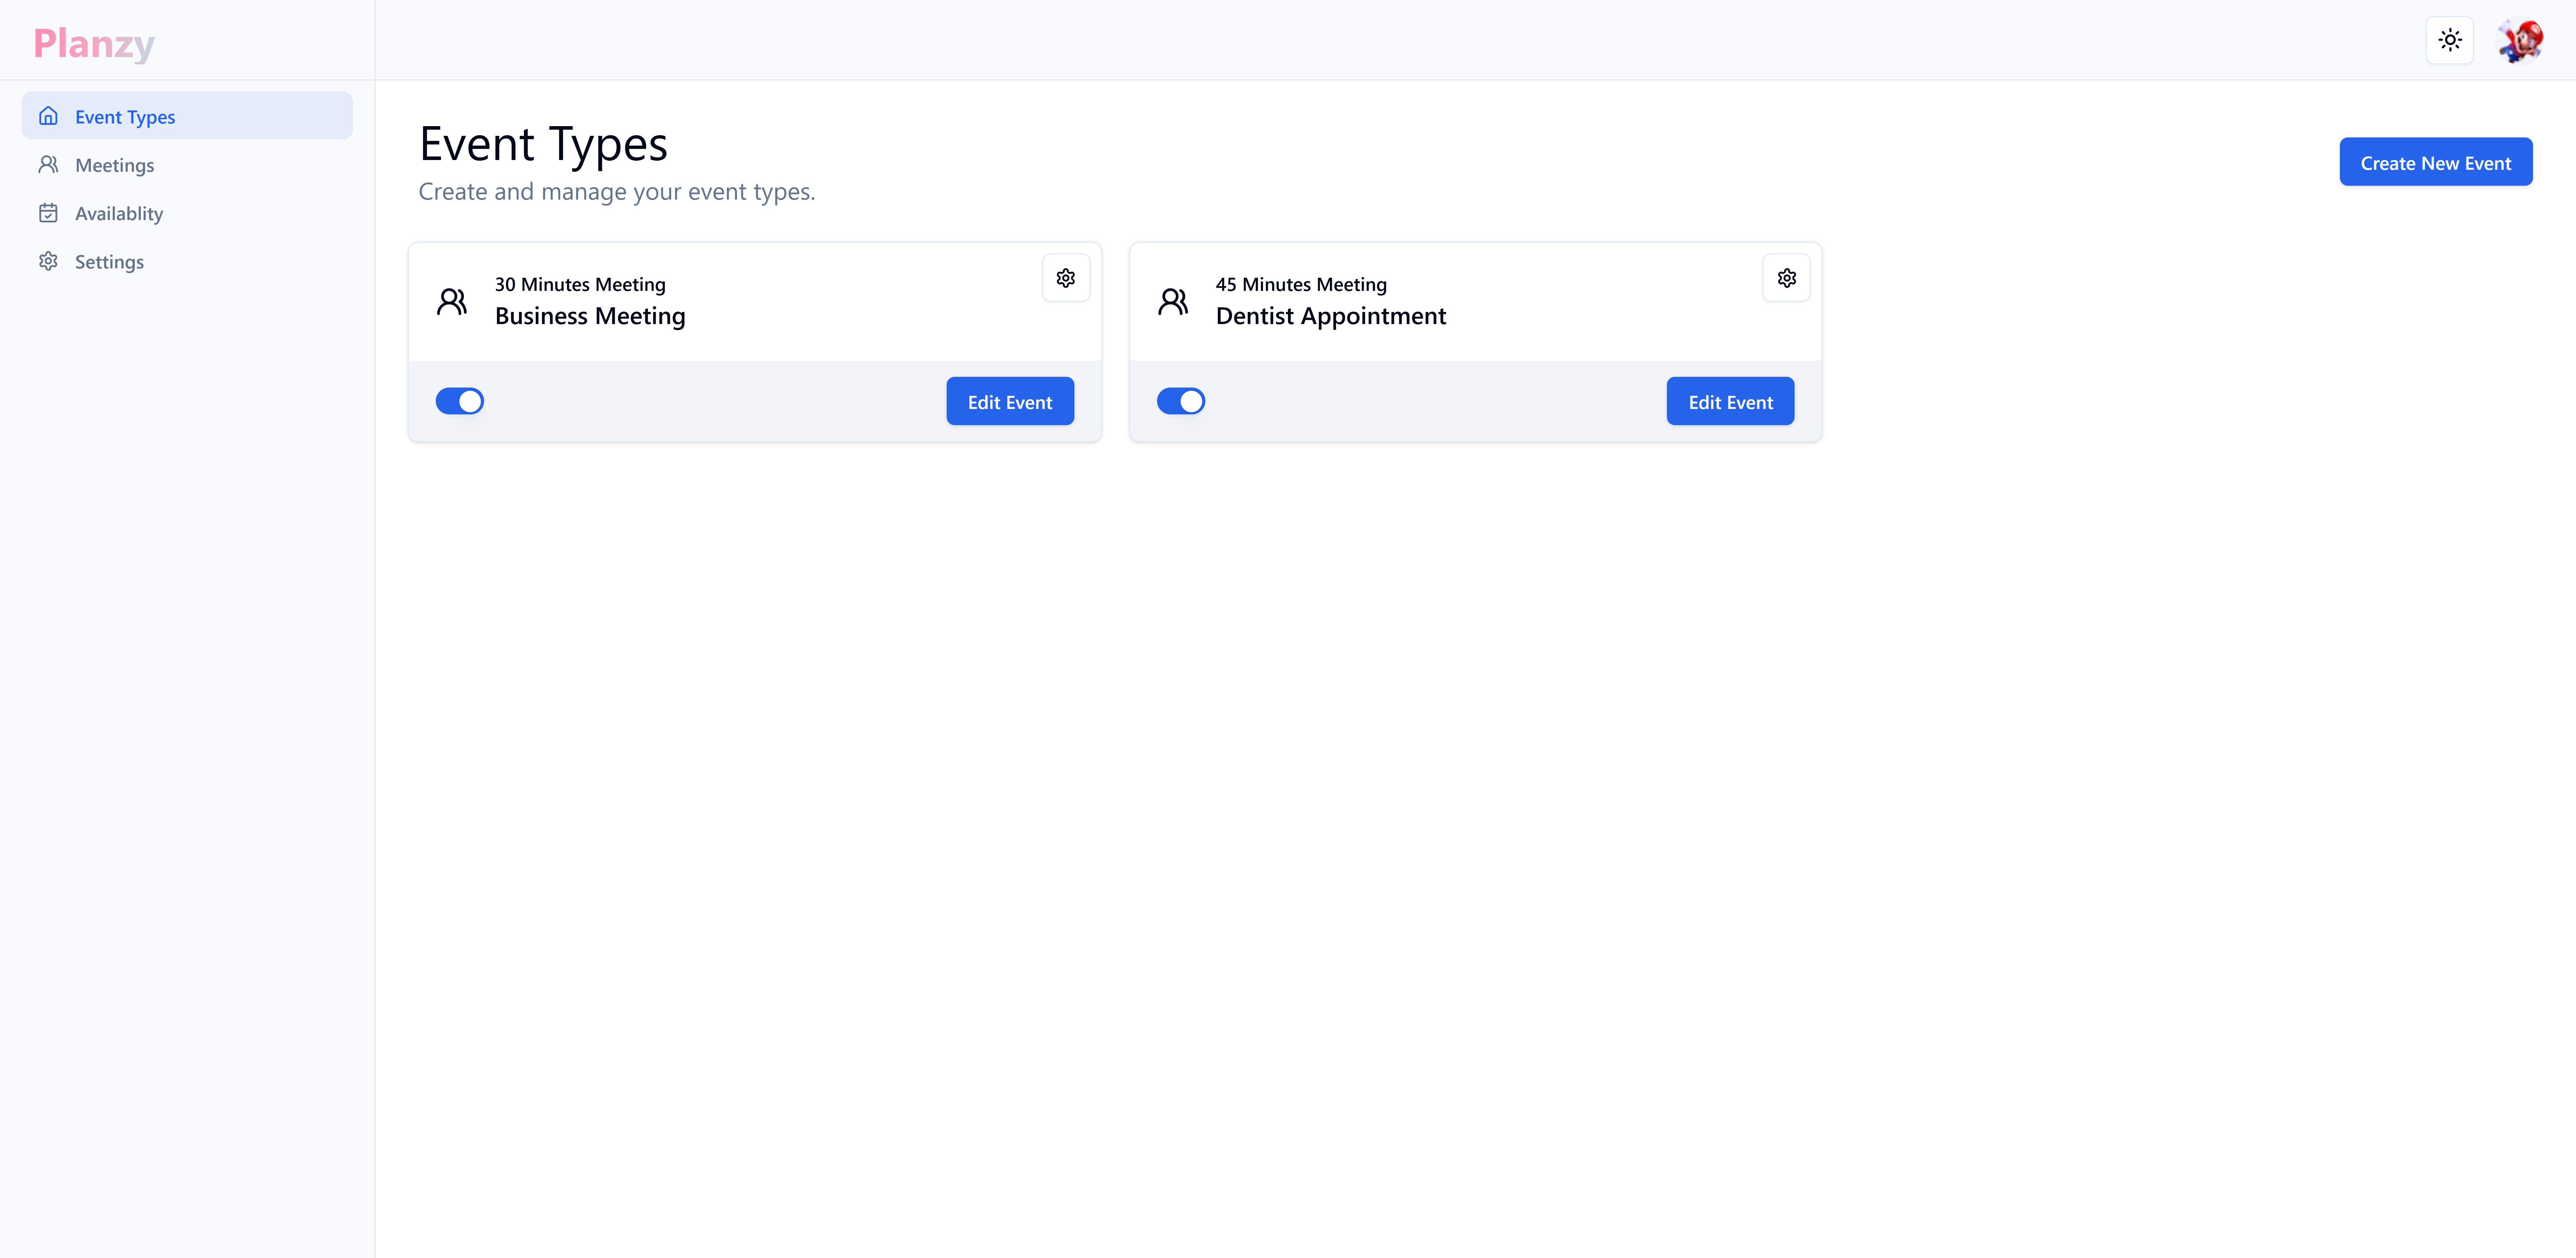 Planzy
Event Types
Meetings
Availablity
Settings
Event Types
Create and manage your event types.
Create New Event
30 Minutes Meeting
Business Meeting
Edit Event
45 Minutes Meeting
Dentist Appointment
Edit Event